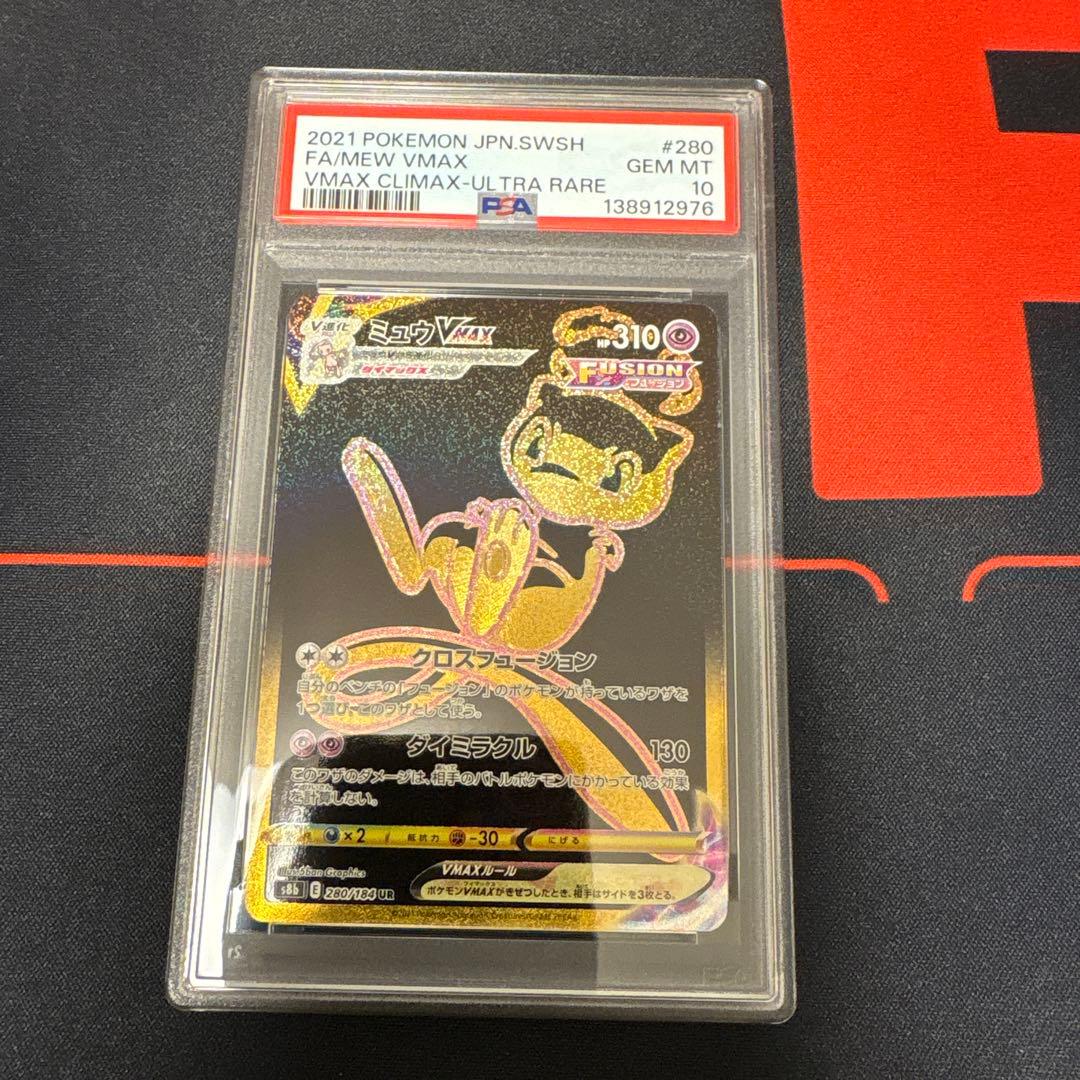 2021 POKEMON JPN.SWSH #280
FA/MEW VMAX GEM MT
VMAX CLIMAX-ULTRA RARE 10
PSA 138912976
V進化 ミュウVMAX HP310
ダイマックス
FUSION
フュージョン
クロスフュージョン
自分のベンチの「フュージョン」のポケモンが持っているワザを
1つ選び、このワザとして使う。
ダイミラクル 130
このワザのダメージは、相手のバトルポケモンにかかっている効果
を計算しない。
×2 抵抗力 -30 にげる
Illus. 5ban Graphics
VMAXルール
s8b E 280/184 UR
ポケモンVMAXがきぜつしたとき、相手はサイドを3枚とる。